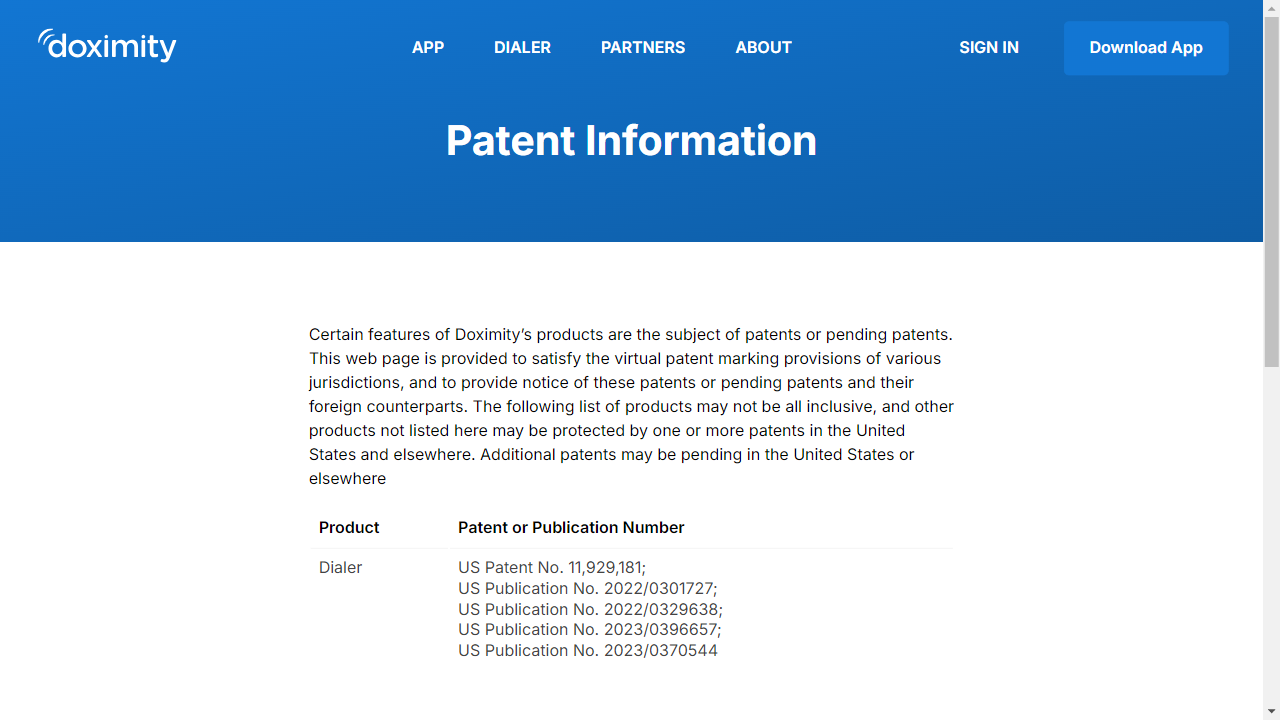 doximity
APP DIALER PARTNERS ABOUT SIGN IN Download App
Patent Information
Certain features of Doximity’s products are the subject of patents or pending patents.
This web page is provided to satisfy the virtual patent marking provisions of various
jurisdictions, and to provide notice of these patents or pending patents and their
foreign counterparts. The following list of products may not be all inclusive, and other
products not listed here may be protected by one or more patents in the United
States and elsewhere. Additional patents may be pending in the United States or
elsewhere
Product Patent or Publication Number
Dialer US Patent No. 11,929,181;
US Publication No. 2022/0301727;
US Publication No. 2022/0329638;
US Publication No. 2023/0396657;
US Publication No. 2023/0370544